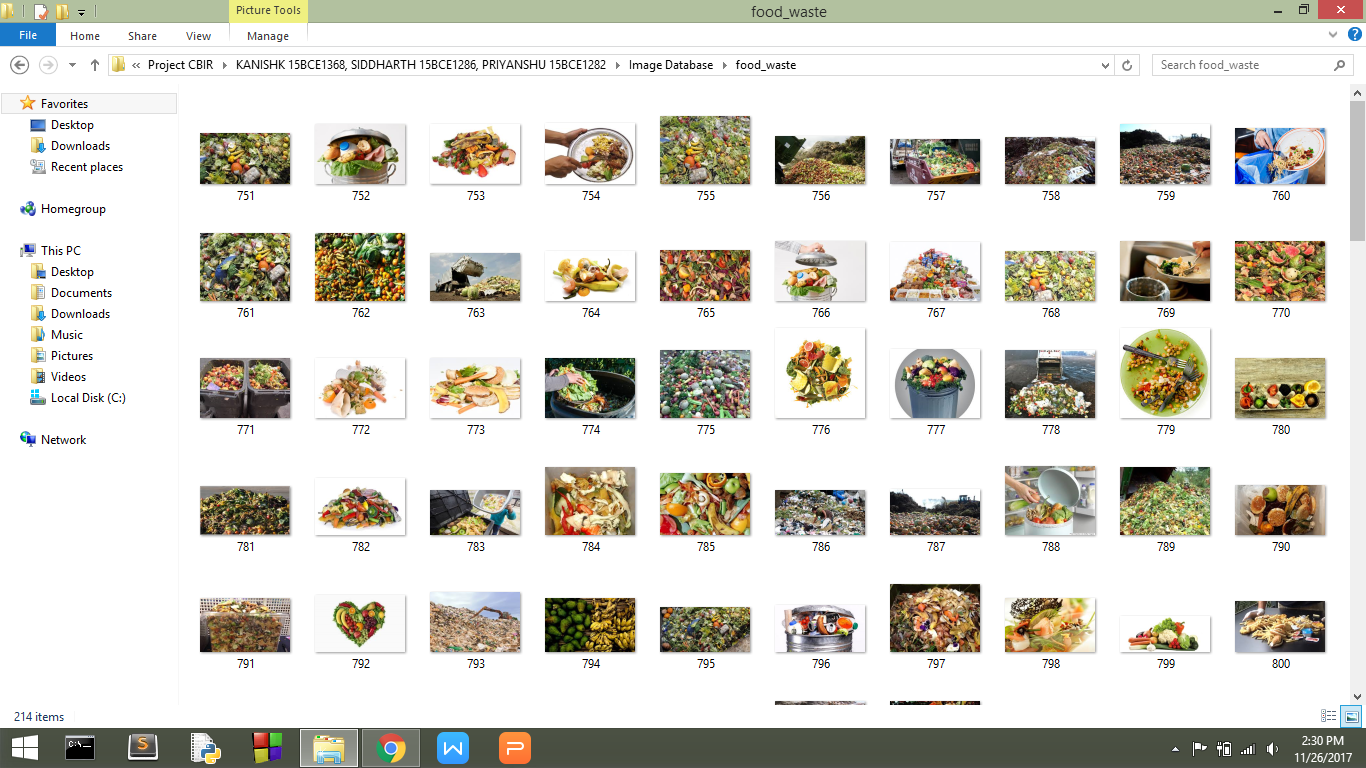 Picture Tools
food_waste
File
Home
Share
View
Manage
« Project CBIR
KANISHK 15BCE1368, SIDDHARTH 15BCE1286, PRIYANSHU 15BCE1282
Image Database
food_waste
Search food_waste
Favorites
Desktop
Downloads
Recent places
Homegroup
This PC
Desktop
Documents
Downloads
Music
Pictures
Videos
Local Disk (C:)
Network
751 752 753 754 755 756 757 758 759 760
761 762 763 764 765 766 767 768 769 770
771 772 773 774 775 776 777 778 779 780
781 782 783 784 785 786 787 788 789 790
791 792 793 794 795 796 797 798 799 800
214 items
2:30 PM
11/26/2017